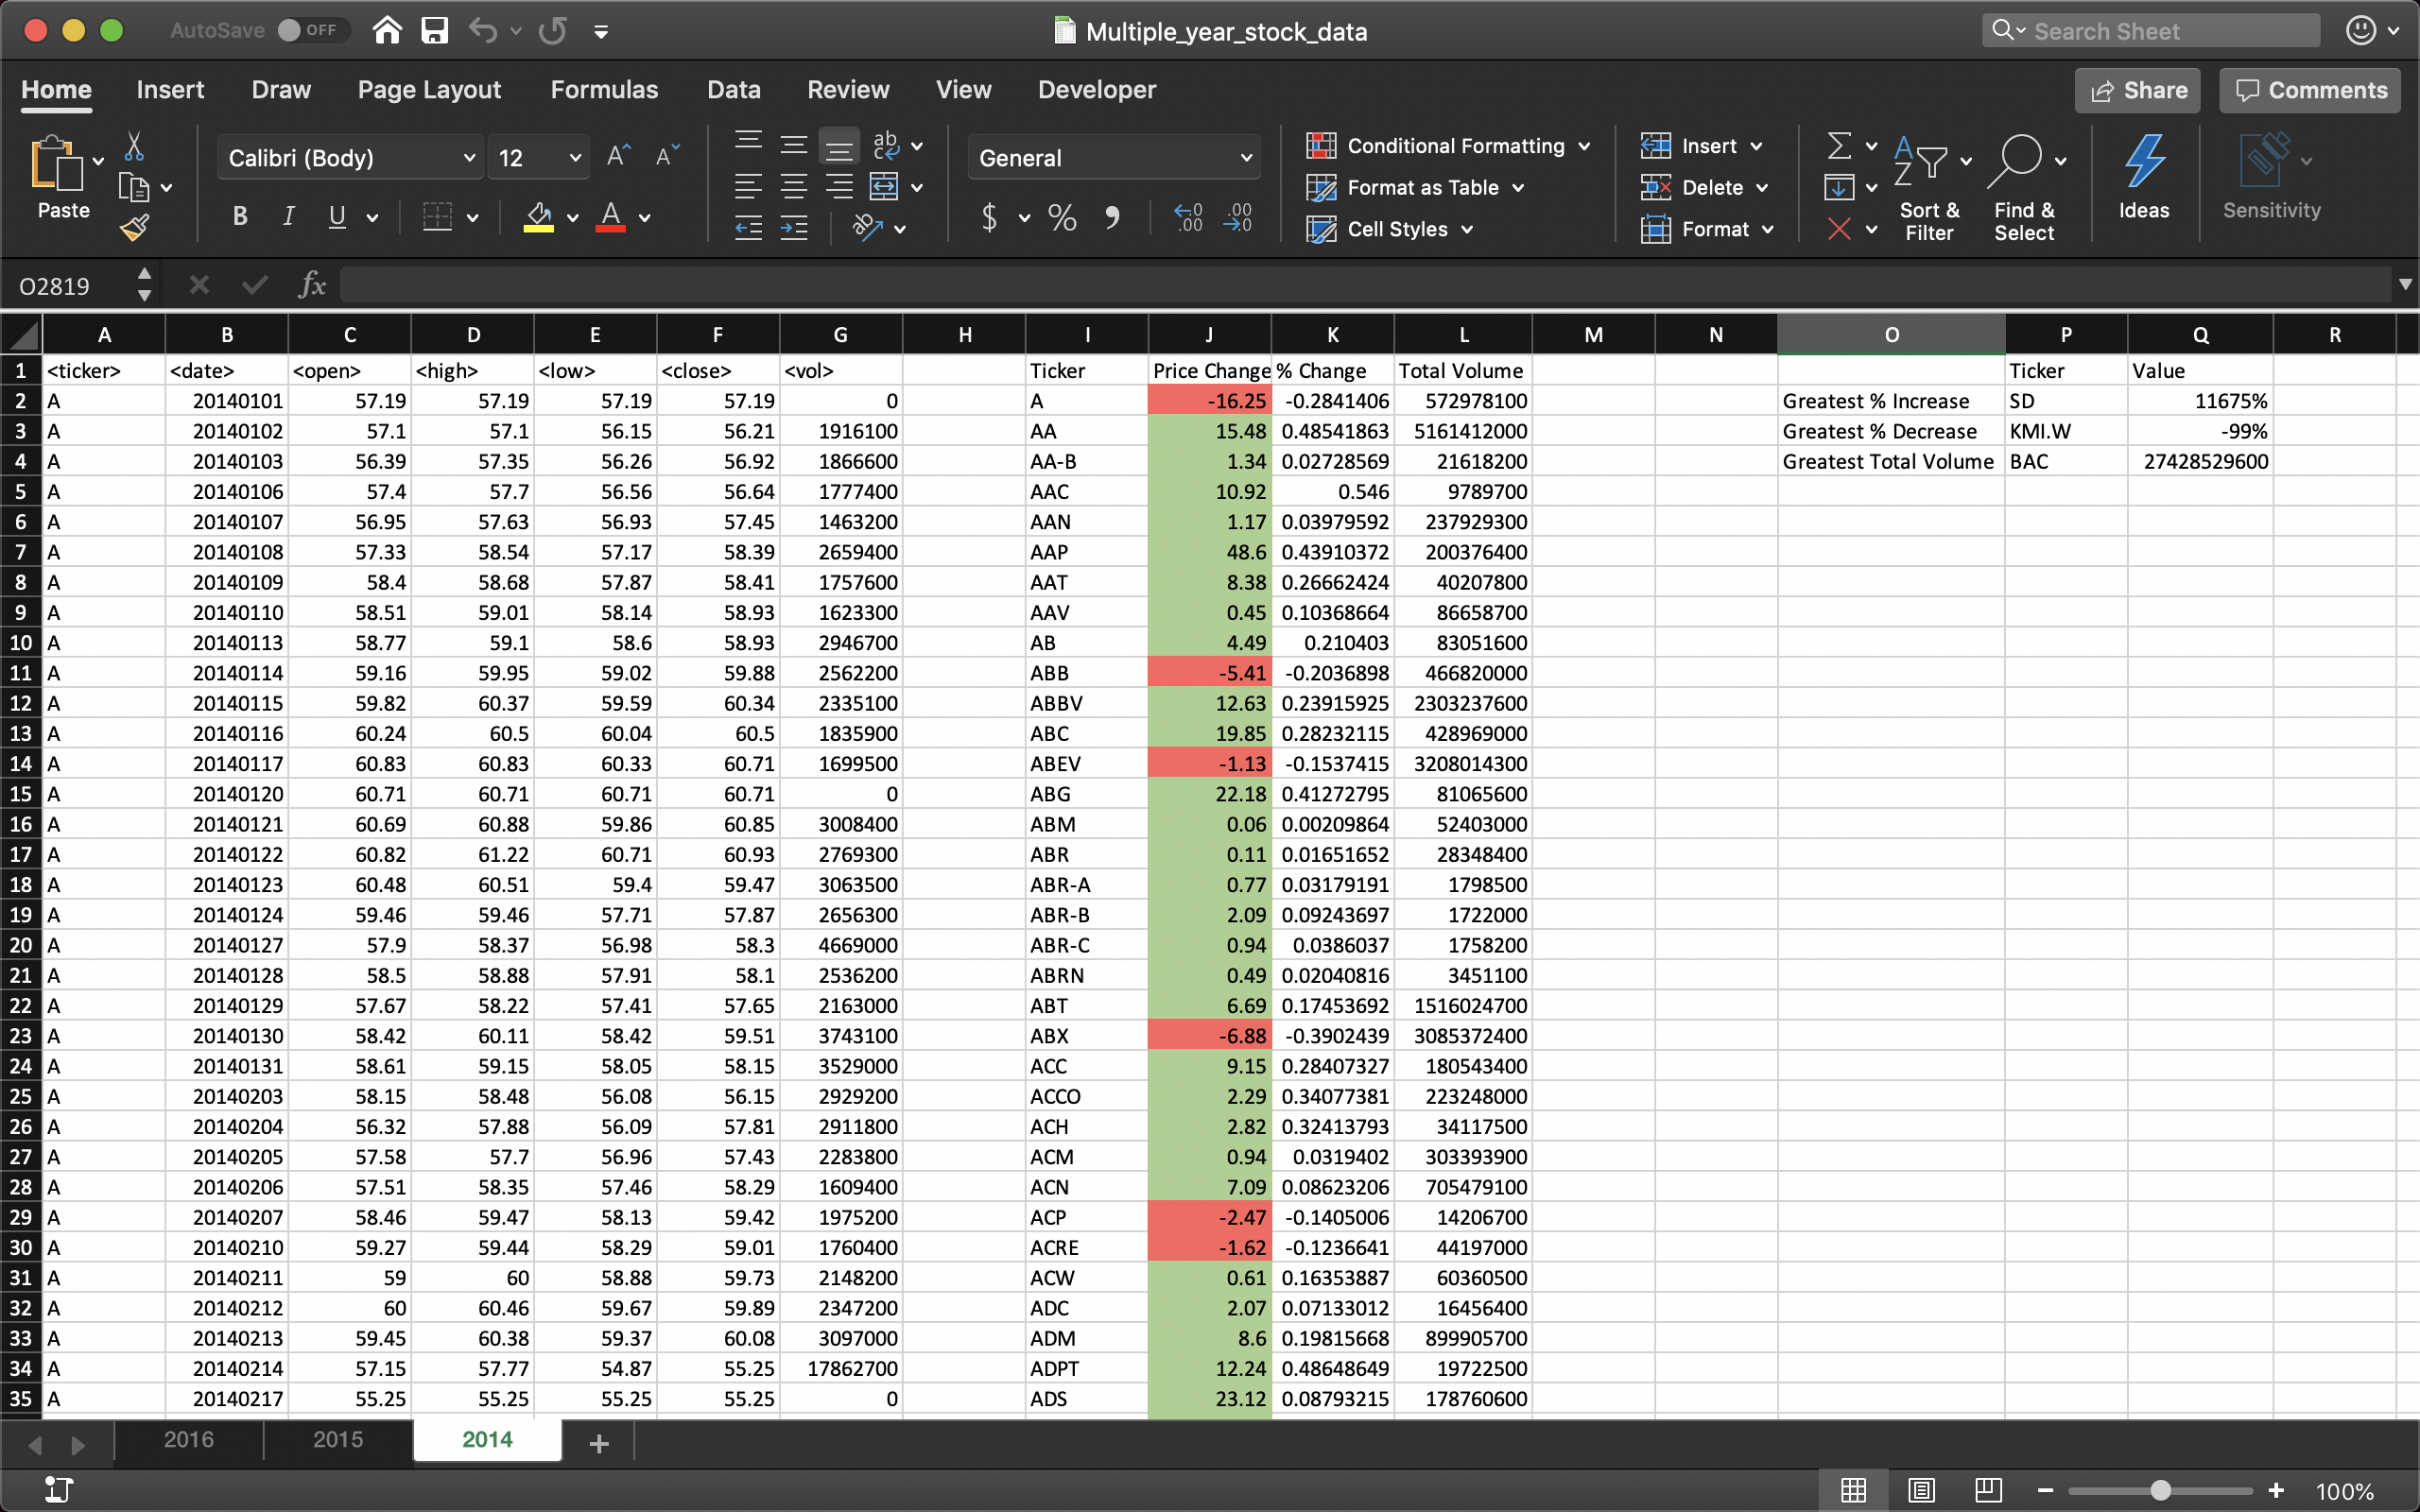 AutoSave OFF Multiple_year_stock_data Search Sheet
Home Insert Draw Page Layout Formulas Data Review View Developer Share Comments
Paste Calibri (Body) 12 General Conditional Formatting Insert
Format as Table Delete
B I U A $ % Cell Styles Format Sort & Filter Find & Select Ideas Sensitivity
O2819 fx
A B C D E F G H I J K L M N O P Q R
1 <ticker> <date> <open> <high> <low> <close> <vol> Ticker Price Change % Change Total Volume Ticker Value
2 A 20140101 57.19 57.19 57.19 57.19 0 A -16.25 -0.2841406 572978100 Greatest % Increase SD 11675%
3 A 20140102 57.1 57.1 56.15 56.21 1916100 AA 15.48 0.48541863 5161412000 Greatest % Decrease KMI.W -99%
4 A 20140103 56.39 57.35 56.26 56.92 1866600 AA-B 1.34 0.02728569 21618200 Greatest Total Volume BAC 27428529600
5 A 20140106 57.4 57.7 56.56 56.64 1777400 AAC 10.92 0.546 9789700
6 A 20140107 56.95 57.63 56.93 57.45 1463200 AAN 1.17 0.03979592 237929300
7 A 20140108 57.33 58.54 57.17 58.39 2659400 AAP 48.6 0.43910372 200376400
8 A 20140109 58.4 58.68 57.87 58.41 1757600 AAT 8.38 0.26662424 40207800
9 A 20140110 58.51 59.01 58.14 58.93 1623300 AAV 0.45 0.10368664 86658700
10 A 20140113 58.77 59.1 58.6 58.93 2946700 AB 4.49 0.210403 83051600
11 A 20140114 59.16 59.95 59.02 59.88 2562200 ABB -5.41 -0.2036898 466820000
12 A 20140115 59.82 60.37 59.59 60.34 2335100 ABBV 12.63 0.23915925 2303237600
13 A 20140116 60.24 60.5 60.04 60.5 1835900 ABC 19.85 0.28232115 428969000
14 A 20140117 60.83 60.83 60.33 60.71 1699500 ABEV -1.13 -0.1537415 3208014300
15 A 20140120 60.71 60.71 60.71 60.71 0 ABG 22.18 0.41272795 81065600
16 A 20140121 60.69 60.88 59.86 60.85 3008400 ABM 0.06 0.00209864 52403000
17 A 20140122 60.82 61.22 60.71 60.93 2769300 ABR 0.11 0.01651652 28348400
18 A 20140123 60.48 60.51 59.4 59.47 3063500 ABR-A 0.77 0.03179191 1798500
19 A 20140124 59.46 59.46 57.71 57.87 2656300 ABR-B 2.09 0.09243697 1722000
20 A 20140127 57.9 58.37 56.98 58.3 4669000 ABR-C 0.94 0.0386037 1758200
21 A 20140128 58.5 58.88 57.91 58.1 2536200 ABRN 0.49 0.02040816 3451100
22 A 20140129 57.67 58.22 57.41 57.65 2163000 ABT 6.69 0.17453692 1516024700
23 A 20140130 58.42 60.11 58.42 59.51 3743100 ABX -6.88 -0.3902439 3085372400
24 A 20140131 58.61 59.15 58.05 58.15 3529000 ACC 9.15 0.28407327 180543400
25 A 20140203 58.15 58.48 56.08 56.15 2929200 ACCO 2.29 0.34077381 223248000
26 A 20140204 56.32 57.88 56.09 57.81 2911800 ACH 2.82 0.32413793 34117500
27 A 20140205 57.58 57.7 56.96 57.43 2283800 ACM 0.94 0.0319402 303393900
28 A 20140206 57.51 58.35 57.46 58.29 1609400 ACN 7.09 0.08623206 705479100
29 A 20140207 58.46 59.47 58.13 59.42 1975200 ACP -2.47 -0.1405006 14206700
30 A 20140210 59.27 59.44 58.29 59.01 1760400 ACRE -1.62 -0.1236641 44197000
31 A 20140211 59 60 58.88 59.73 2148200 ACW 0.61 0.16353887 60360500
32 A 20140212 60 60.46 59.67 59.89 2347200 ADC 2.07 0.07133012 16456400
33 A 20140213 59.45 60.38 59.37 60.08 3097000 ADM 8.6 0.19815668 899905700
34 A 20140214 57.15 57.77 54.87 55.25 17862700 ADPT 12.24 0.48648649 19722500
35 A 20140217 55.25 55.25 55.25 55.25 0 ADS 23.12 0.08793215 178760600
2016 2015 2014 +
100%